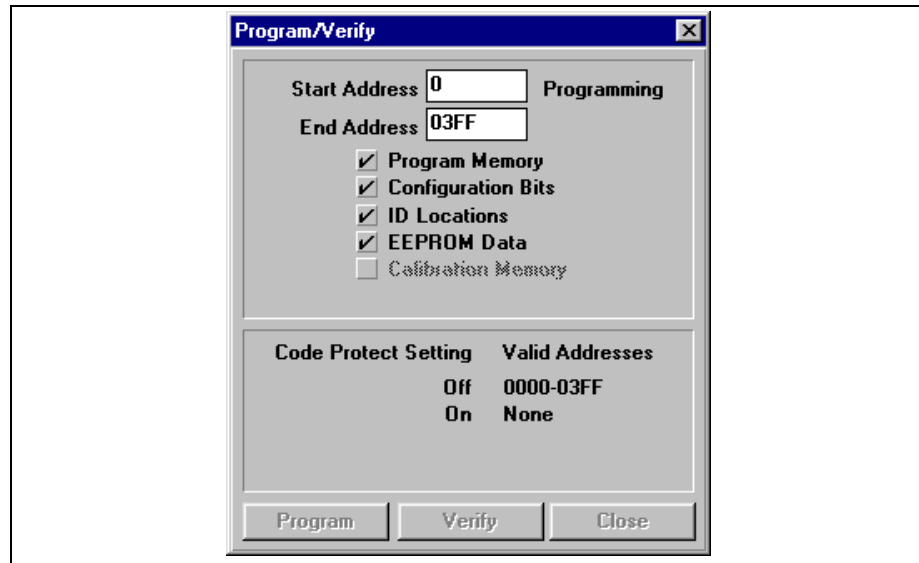 Program/Verify
Start Address 0 Programming
End Address 03FF
Program Memory
Configuration Bits
ID Locations
EEPROM Data
Calibration Memory
Code Protect Setting Valid Addresses
Off 0000-03FF
On None
Program Verify Close